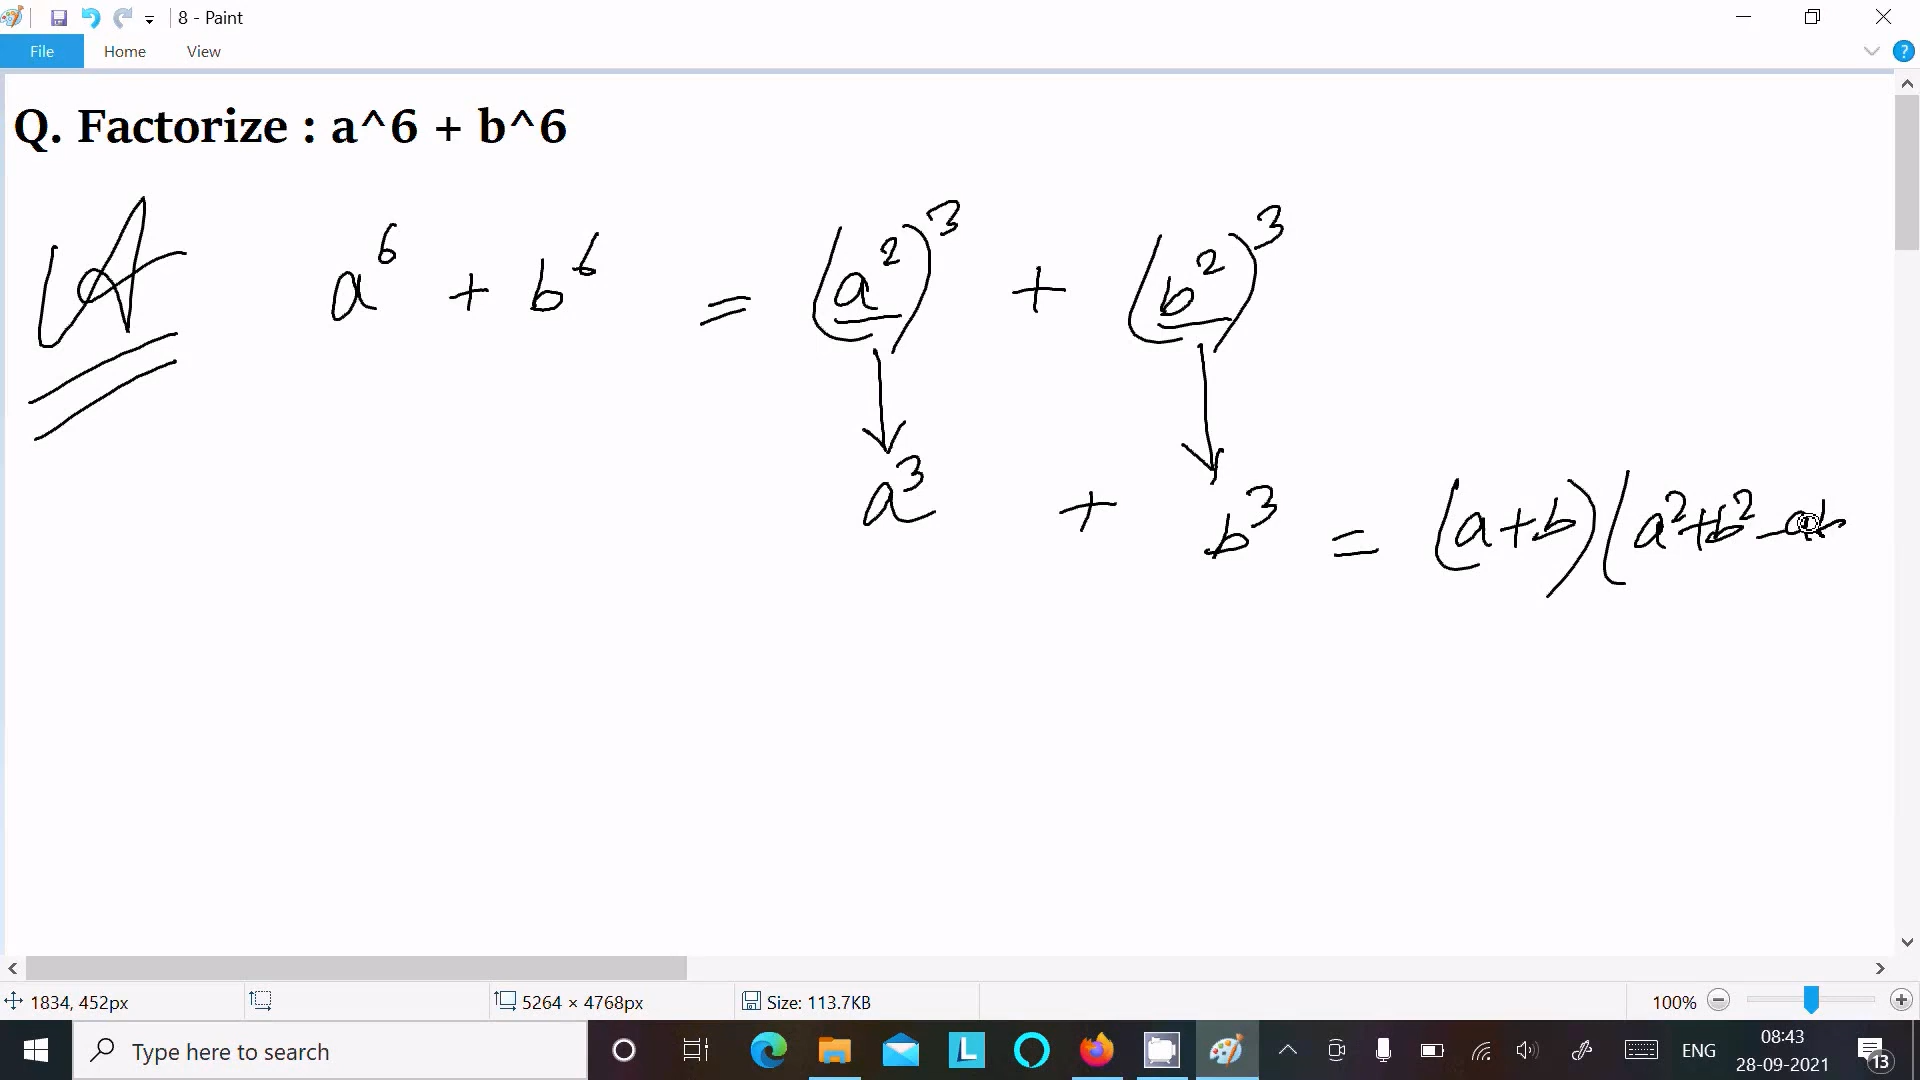 8 - Paint
File Home View
Q. Factorize : a^6 + b^6
A a⁶ + b⁶ = (a²)³ + (b²)³
a³ + b³ = (a+b)(a²+b²-ab
1834, 452px 5264 × 4768px Size: 113.7KB 100%
Type here to search L ENG 08:43
28-09-2021 13